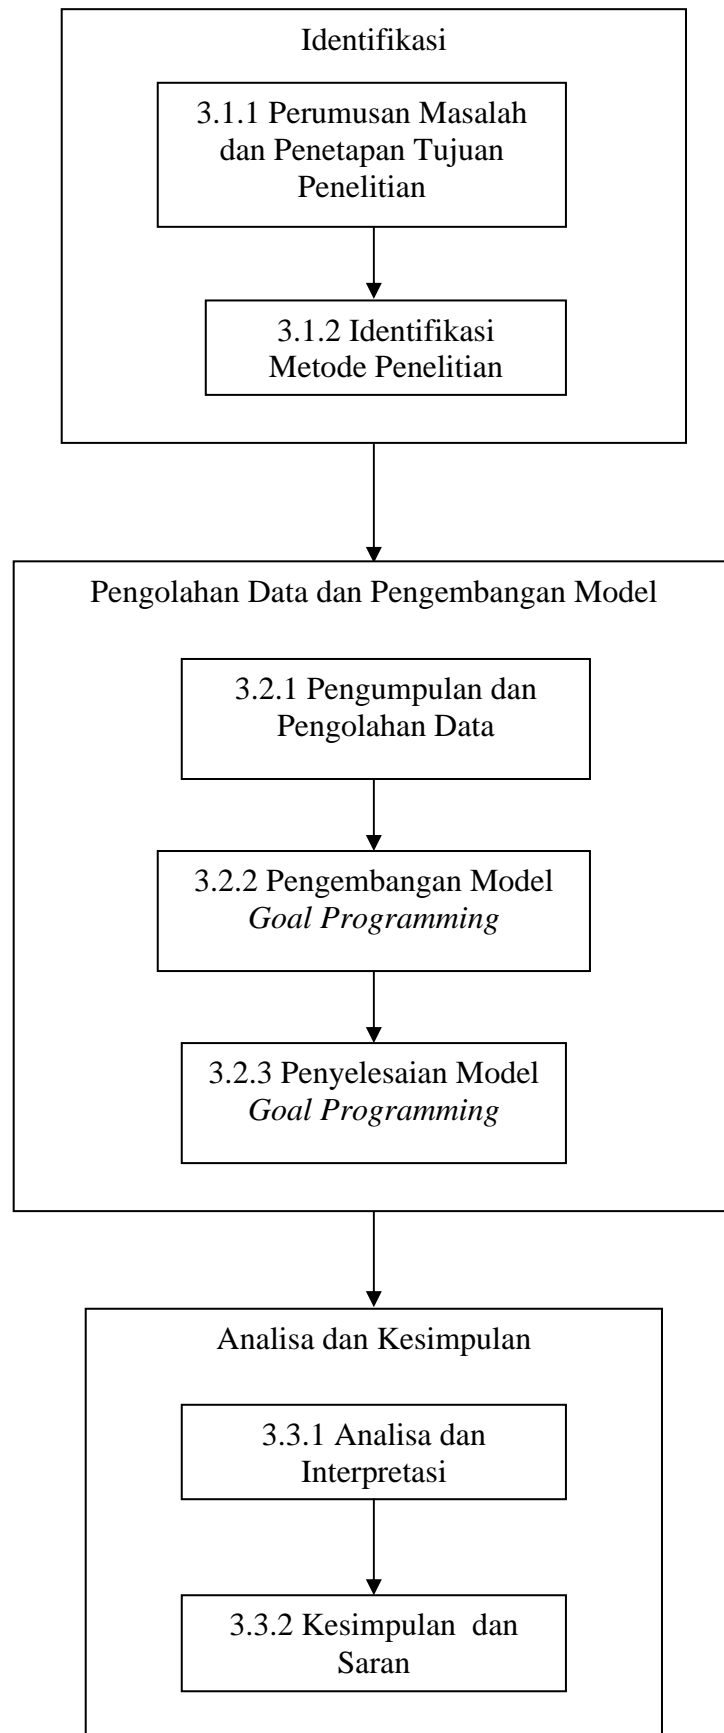 Identifikasi
3.1.1 Perumusan Masalah
dan Penetapan Tujuan
Penelitian
3.1.2 Identifikasi
Metode Penelitian
Pengolahan Data dan Pengembangan Model
3.2.1 Pengumpulan dan
Pengolahan Data
3.2.2 Pengembangan Model
Goal Programming
3.2.3 Penyelesaian Model
Goal Programming
Analisa dan Kesimpulan
3.3.1 Analisa dan
Interpretasi
3.3.2 Kesimpulan  dan
Saran